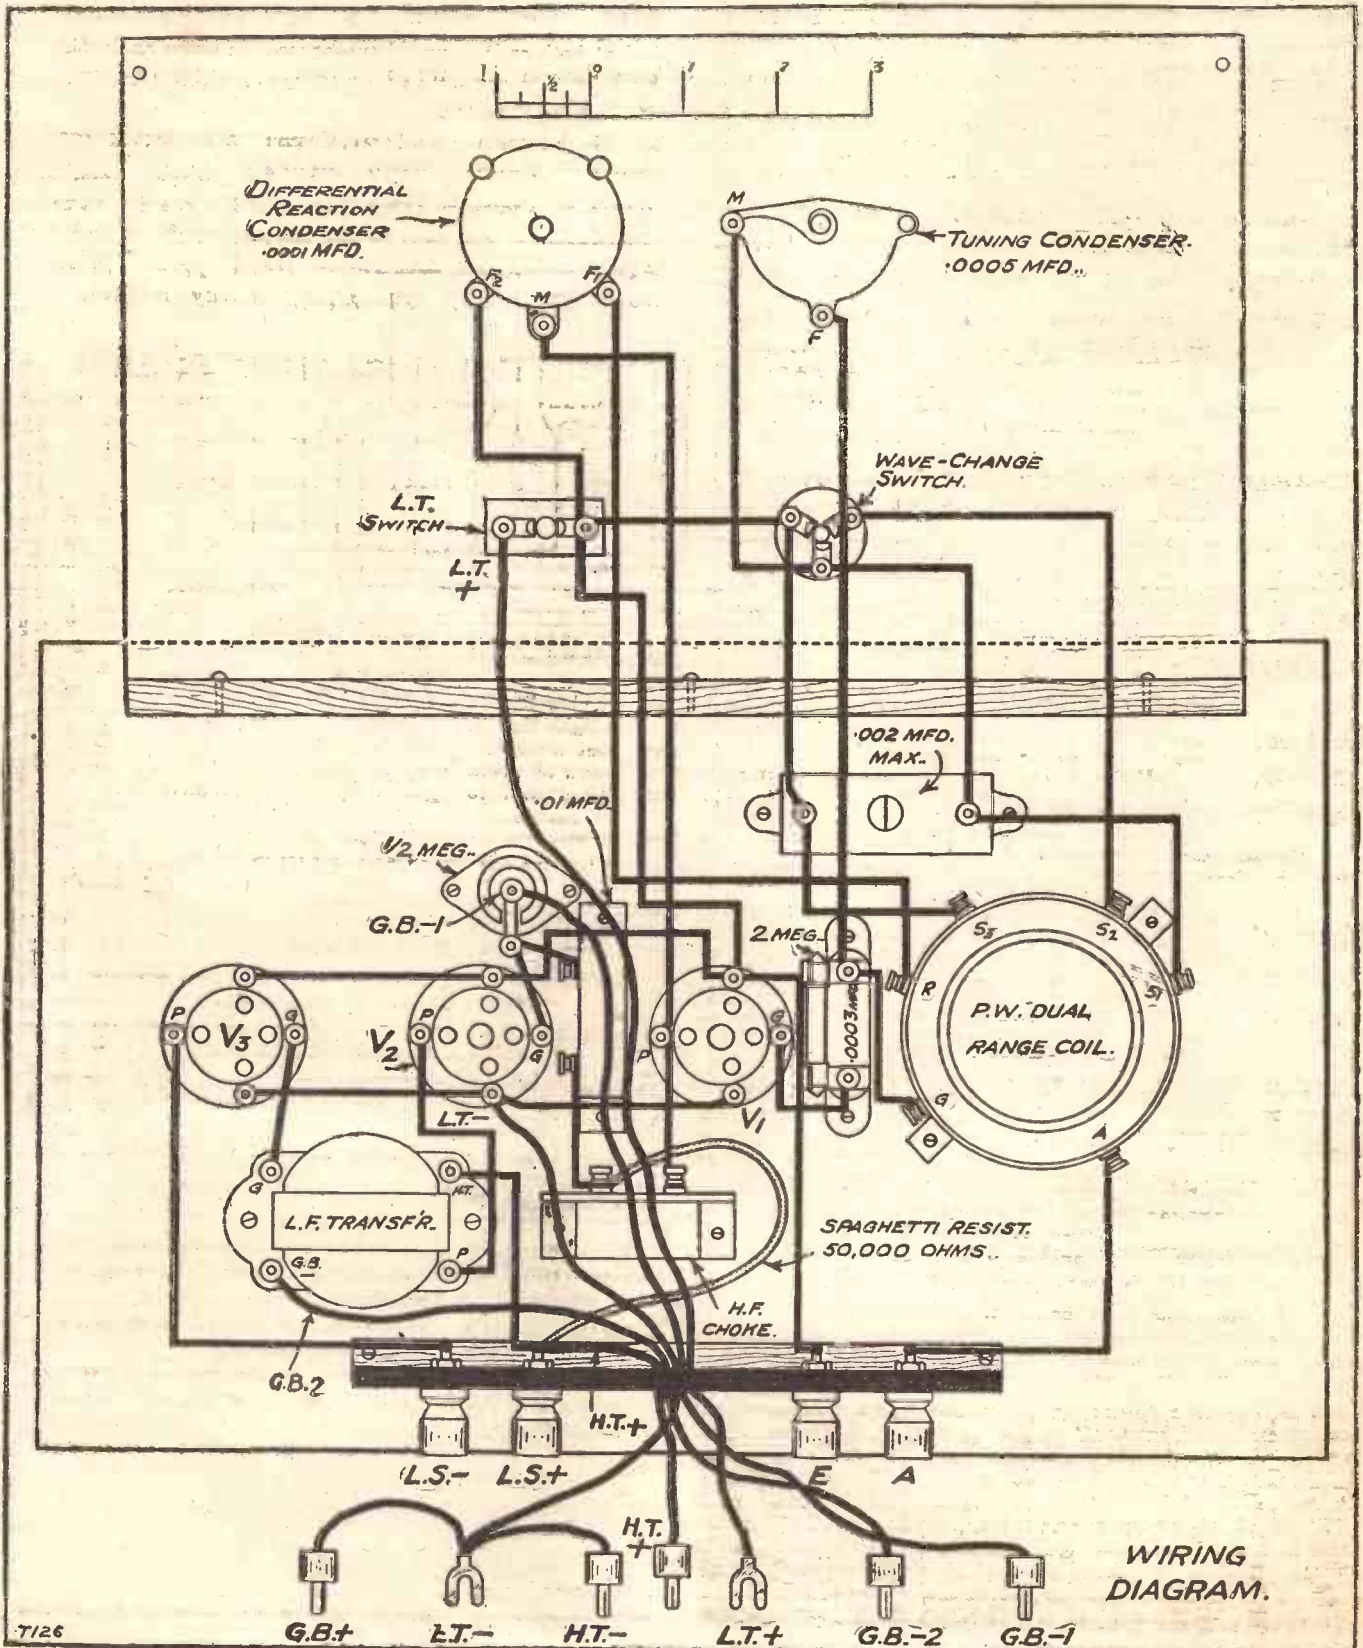 1 ½ 0 1 2 3
DIFFERENTIAL
REACTION
CONDENSER
.0001 MFD.
F2
M
F1
M
F
TUNING CONDENSER.
.0005 MFD.
WAVE-CHANGE
SWITCH.
L.T.
SWITCH
L.T.
+
.002 MFD.
MAX.
.01 MFD.
1/2 MEG.
G.B.-1
2 MEG.
.0003 MFD
S3
S2
S1
R
G
A
P.W. DUAL
RANGE COIL.
P
V3
G
V2
P
G
L.T.-
P
G
V1
G
H.T.
L.F. TRANSF'R.
G.B.
-
P
SPAGHETTI RESIST.
50,000 OHMS.
H.F.
CHOKE.
G.B.2
H.T.+
L.S.-
L.S.+
E
A
H.T.
+
G.B.+
L.T.-
H.T.-
L.T.+
G.B.-2
G.B.-1
WIRING
DIAGRAM.
T126